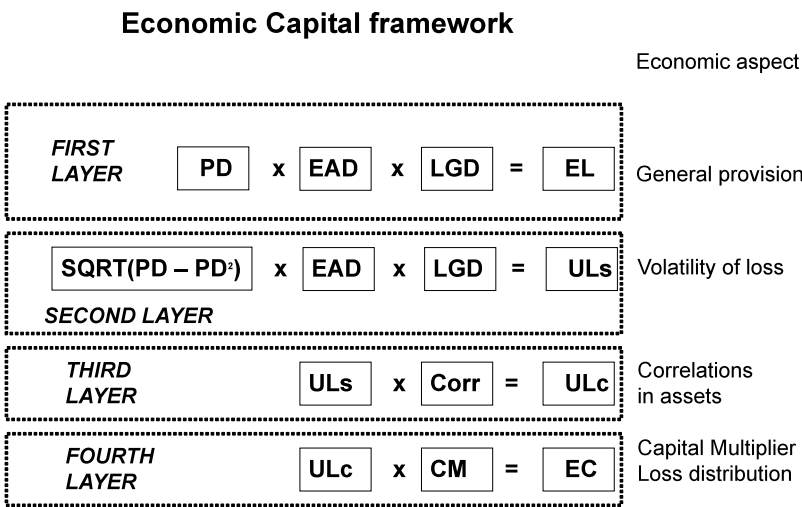 Economic Capital framework
Economic aspect
FIRST
LAYER
PD x EAD x LGD = EL
General provision
SQRT(PD – PD²) x EAD x LGD = ULs
Volatility of loss
SECOND LAYER
THIRD
LAYER
ULs x Corr = ULc
Correlations
in assets
FOURTH
LAYER
ULc x CM = EC
Capital Multiplier
Loss distribution